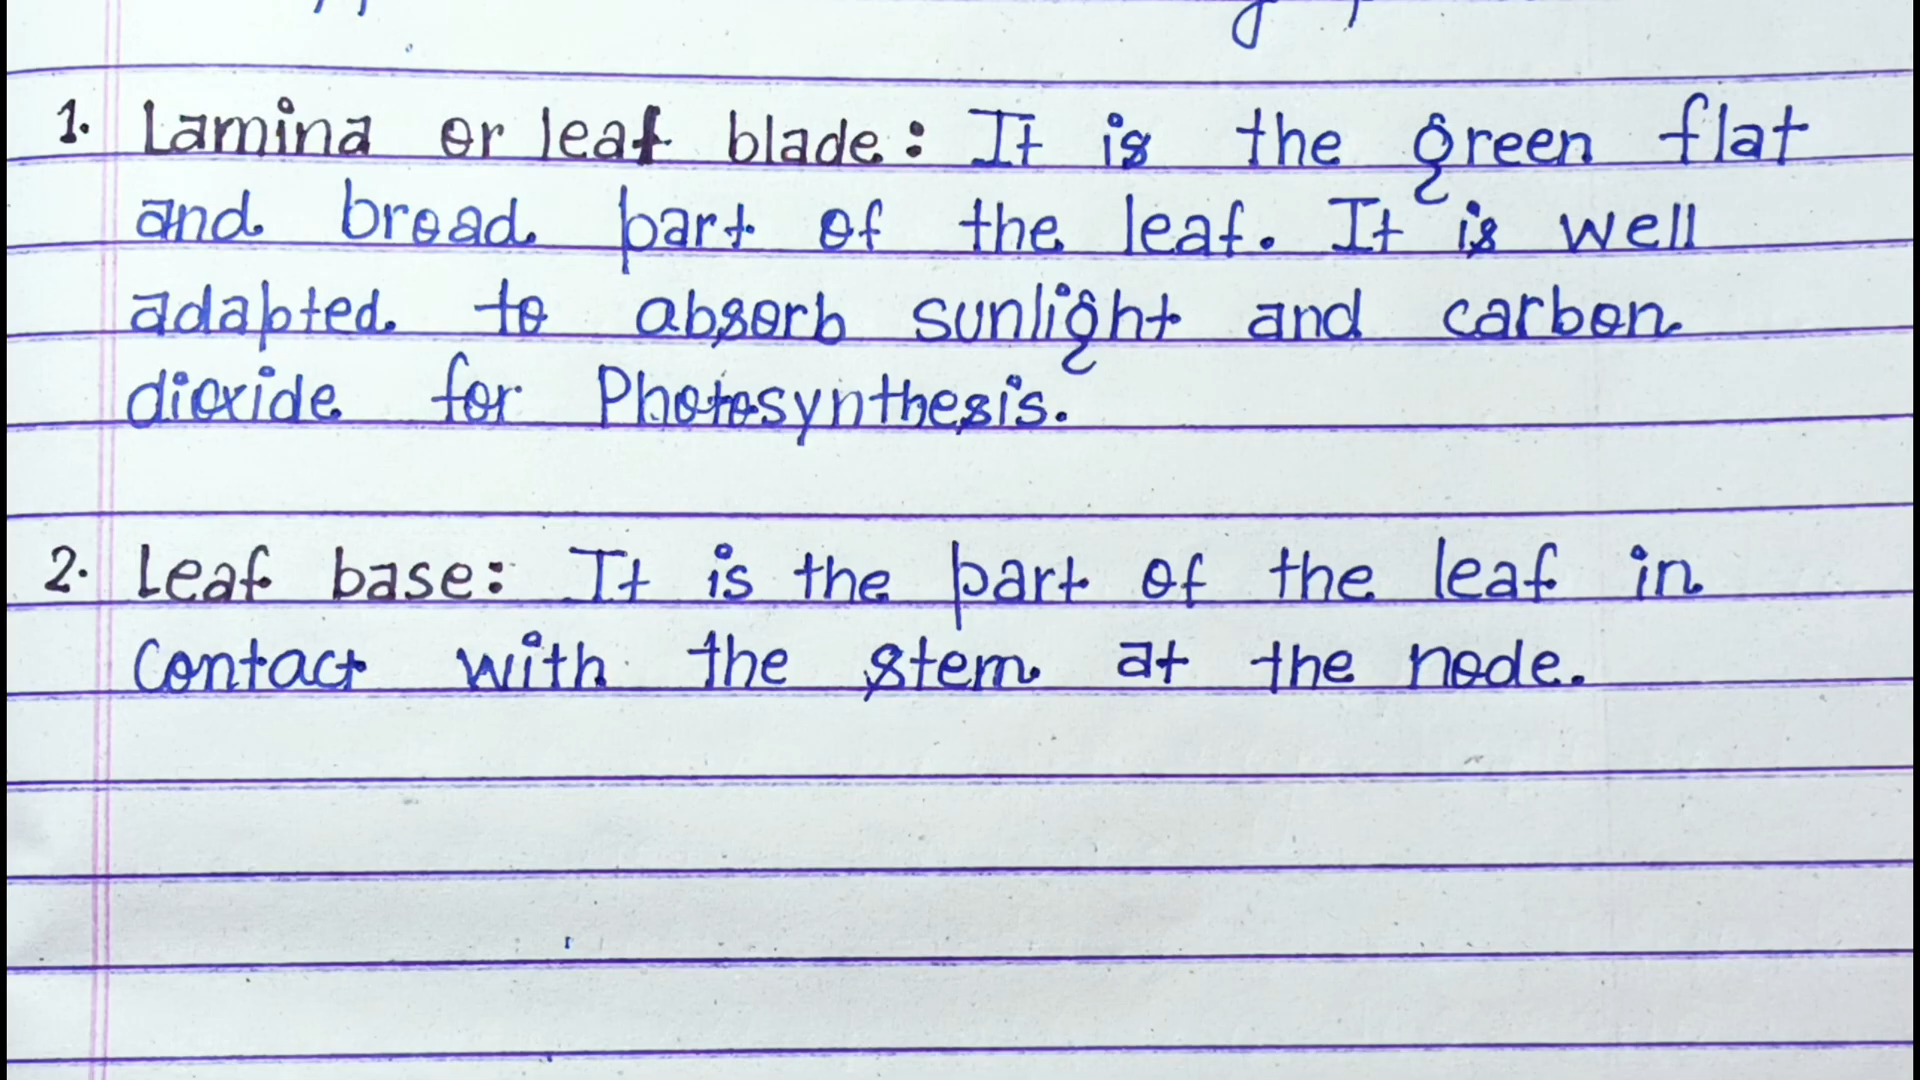 1. Lamina or leaf blade: It is the green flat
and broad part of the leaf. It is well
adapted to absorb sunlight and carbon
dioxide for Photosynthesis.
2. Leaf base: It is the part of the leaf in
Contact with the stem at the node.